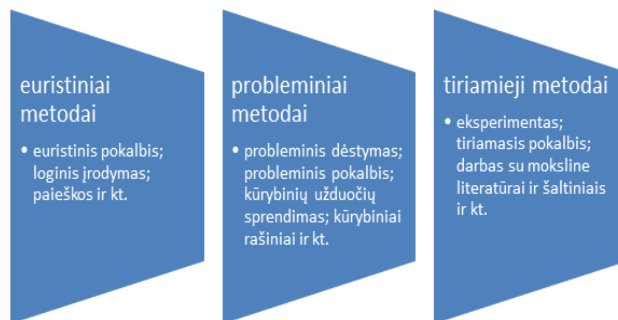 euristiniai
metodai
• euristinis pokalbis;
loginis įrodymas;
paieškos ir kt.
probleminiai
metodai
• probleminis dėstymas;
probleminis pokalbis;
kūrybinių užduočių
sprendimas; kūrybiniai
rašiniai ir kt.
tiriamieji metodai
• eksperimentas;
tiriamasis pokalbis;
darbas su moksline
literatūrai ir šaltiniais
ir kt.